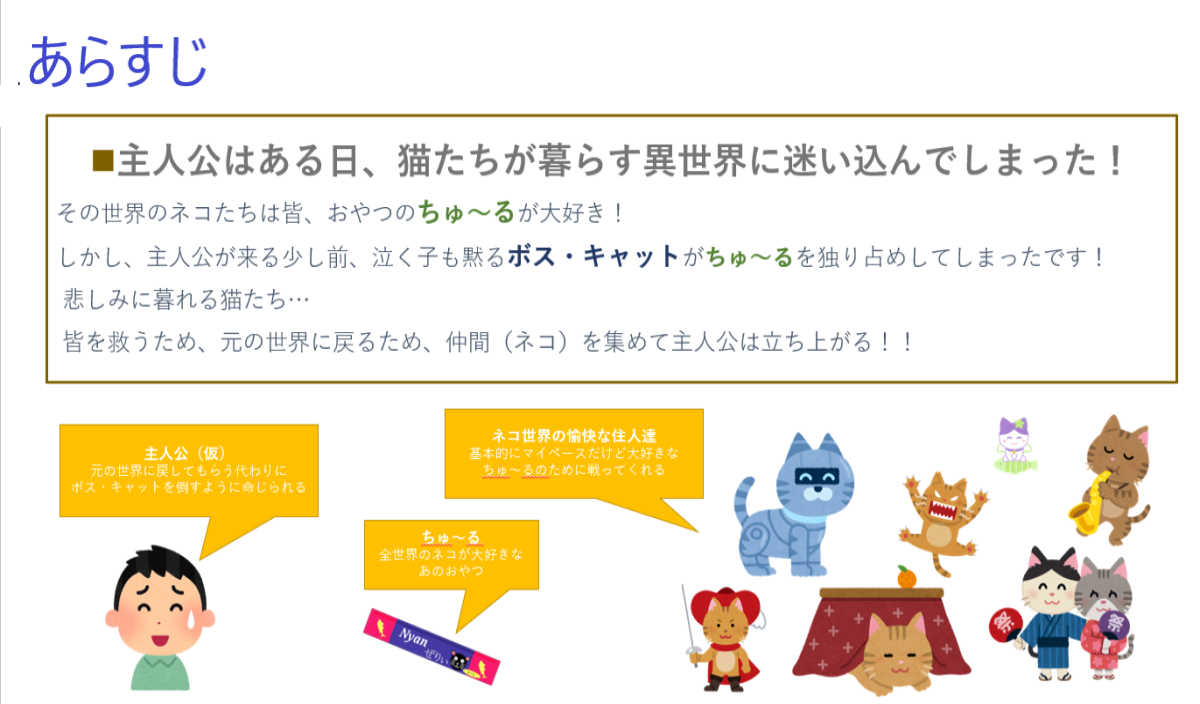 あらすじ
■主人公はある日、猫たちが暮らす異世界に迷い込んでしまった！
その世界のネコたちは皆、おやつのちゅ～るが大好き！
しかし、主人公が来る少し前、泣く子も黙るボス・キャットがちゅ～るを独り占めしてしまったです！
悲しみに暮れる猫たち…
皆を救うため、元の世界に戻るため、仲間（ネコ）を集めて主人公は立ち上がる！！
主人公（仮）
元の世界に戻してもらう代わりに
ボス・キャットを倒すように命じられる
ネコ世界の愉快な住人達
基本的にマイペースだけど大好きな
ちゅ～るのために戦ってくれる
ちゅ～る
全世界のネコが大好きな
あのおやつ
Nyan
ぜりぃ
祭
祭